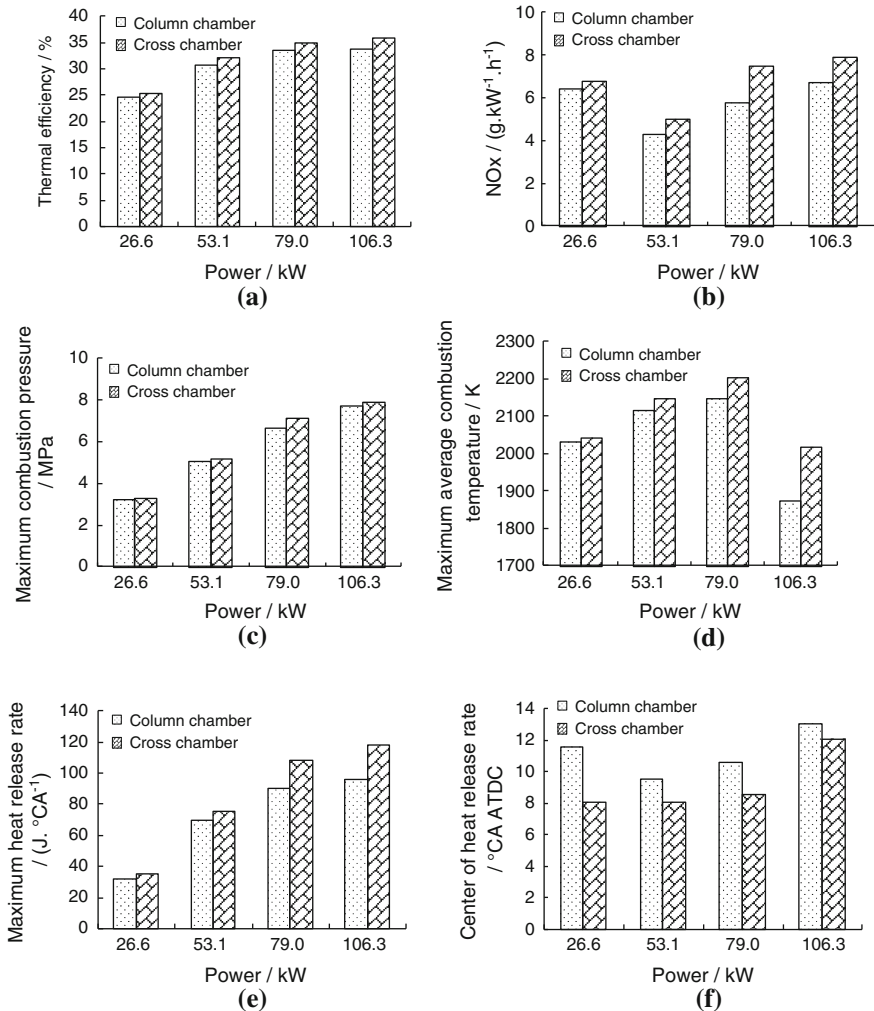 Thermal efficiency / %
40
35
30
25
20
15
10
5
0
Column chamber
Cross chamber
26.6 53.1 79.0 106.3
Power / kW
(a)
NOx / (g.kW⁻¹.h⁻¹)
10
8
6
4
2
0
Column chamber
Cross chamber
26.6 53.1 79.0 106.3
Power / kW
(b)
Maximum combustion pressure
/ MPa
10
8
6
4
2
0
Column chamber
Cross chamber
26.6 53.1 79.0 106.3
Power / kW
(c)
Maximum average combustion
temperature / K
2300
2200
2100
2000
1900
1800
1700
Column chamber
Cross chamber
26.6 53.1 79.0 106.3
Power / kW
(d)
Maximum heat release rate
/ (J. °CA⁻¹)
140
120
100
80
60
40
20
0
Column chamber
Cross chamber
26.6 53.1 79.0 106.3
Power / kW
(e)
Center of heat release rate
/ °CA ATDC
14
12
10
8
6
4
2
0
Column chamber
Cross chamber
26.6 53.1 79.0 106.3
Power / kW
(f)